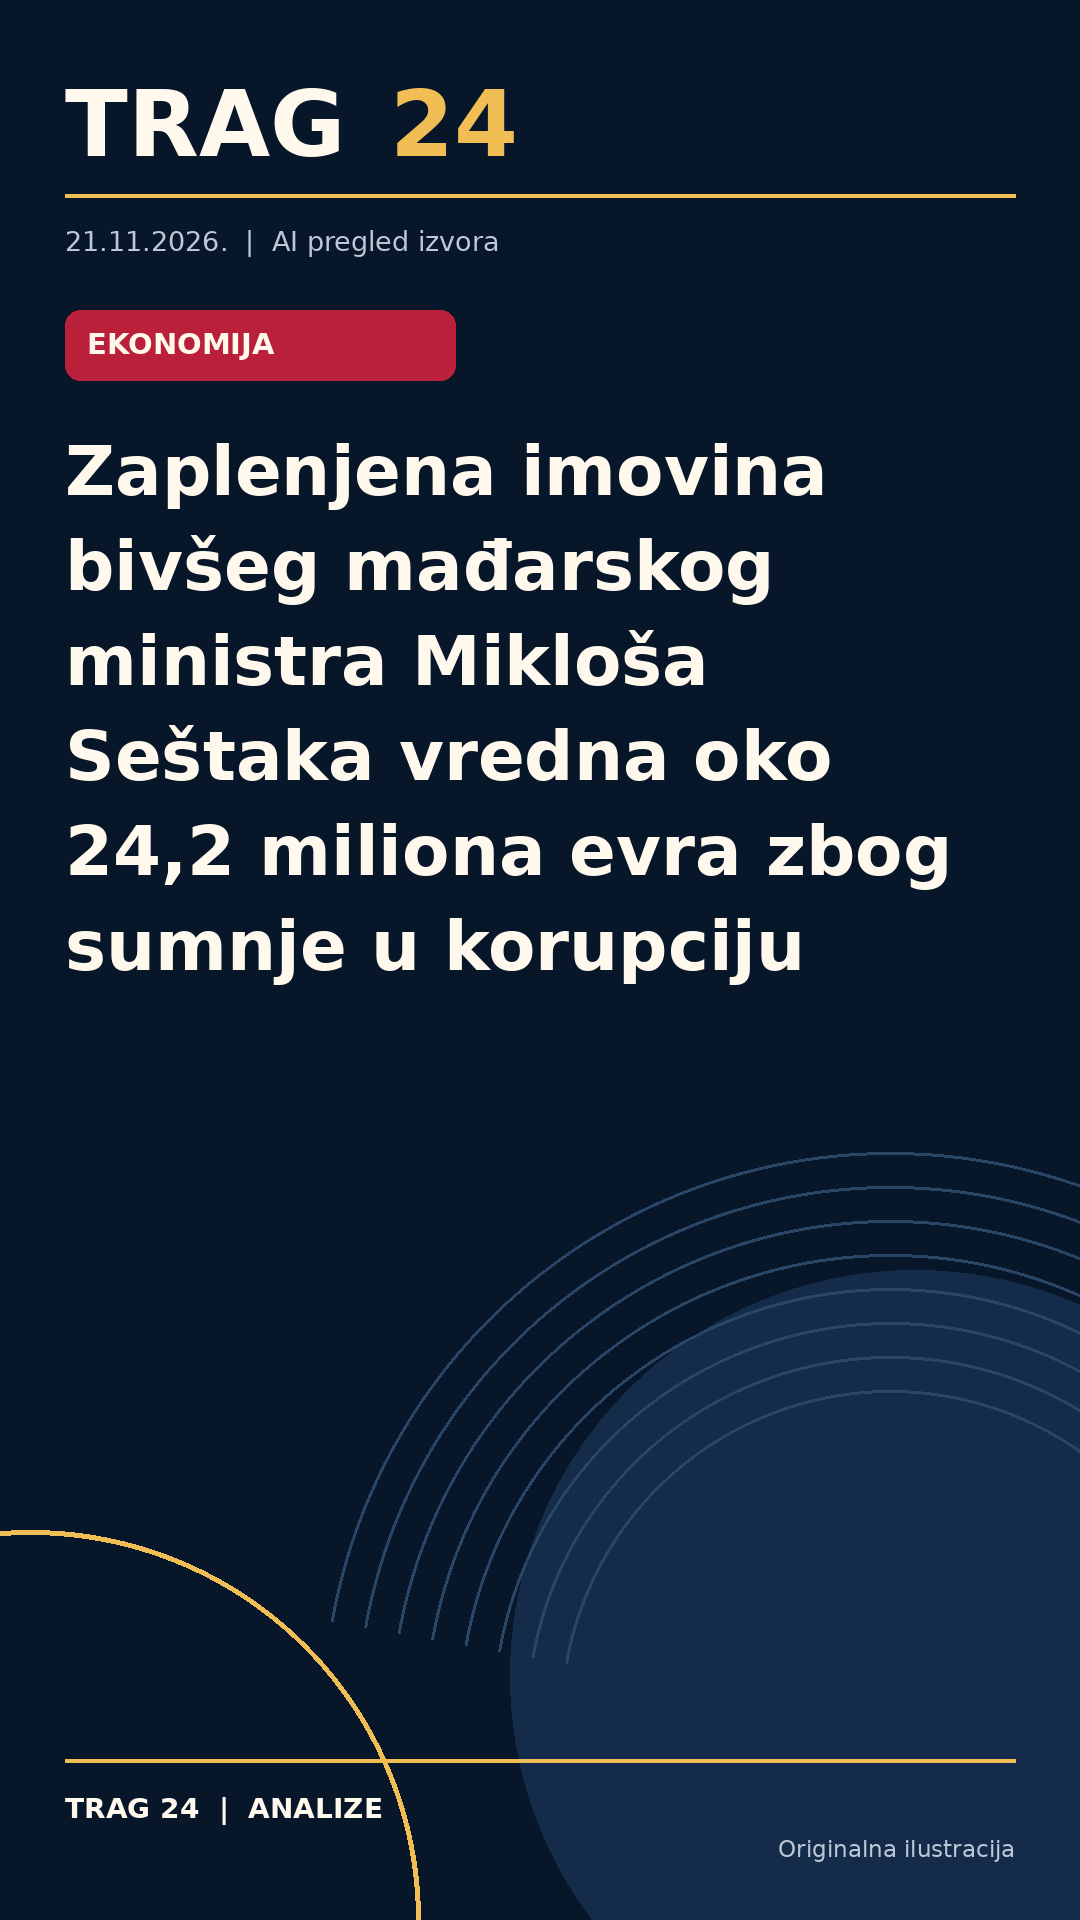 TRAG 24
21.11.2026. | AI pregled izvora
EKONOMIJA
Zaplenjena imovina
bivšeg mađarskog
ministra Mikloša
Seštaka vredna oko
24,2 miliona evra zbog
sumnje u korupciju
TRAG 24 | ANALIZE
Originalna ilustracija